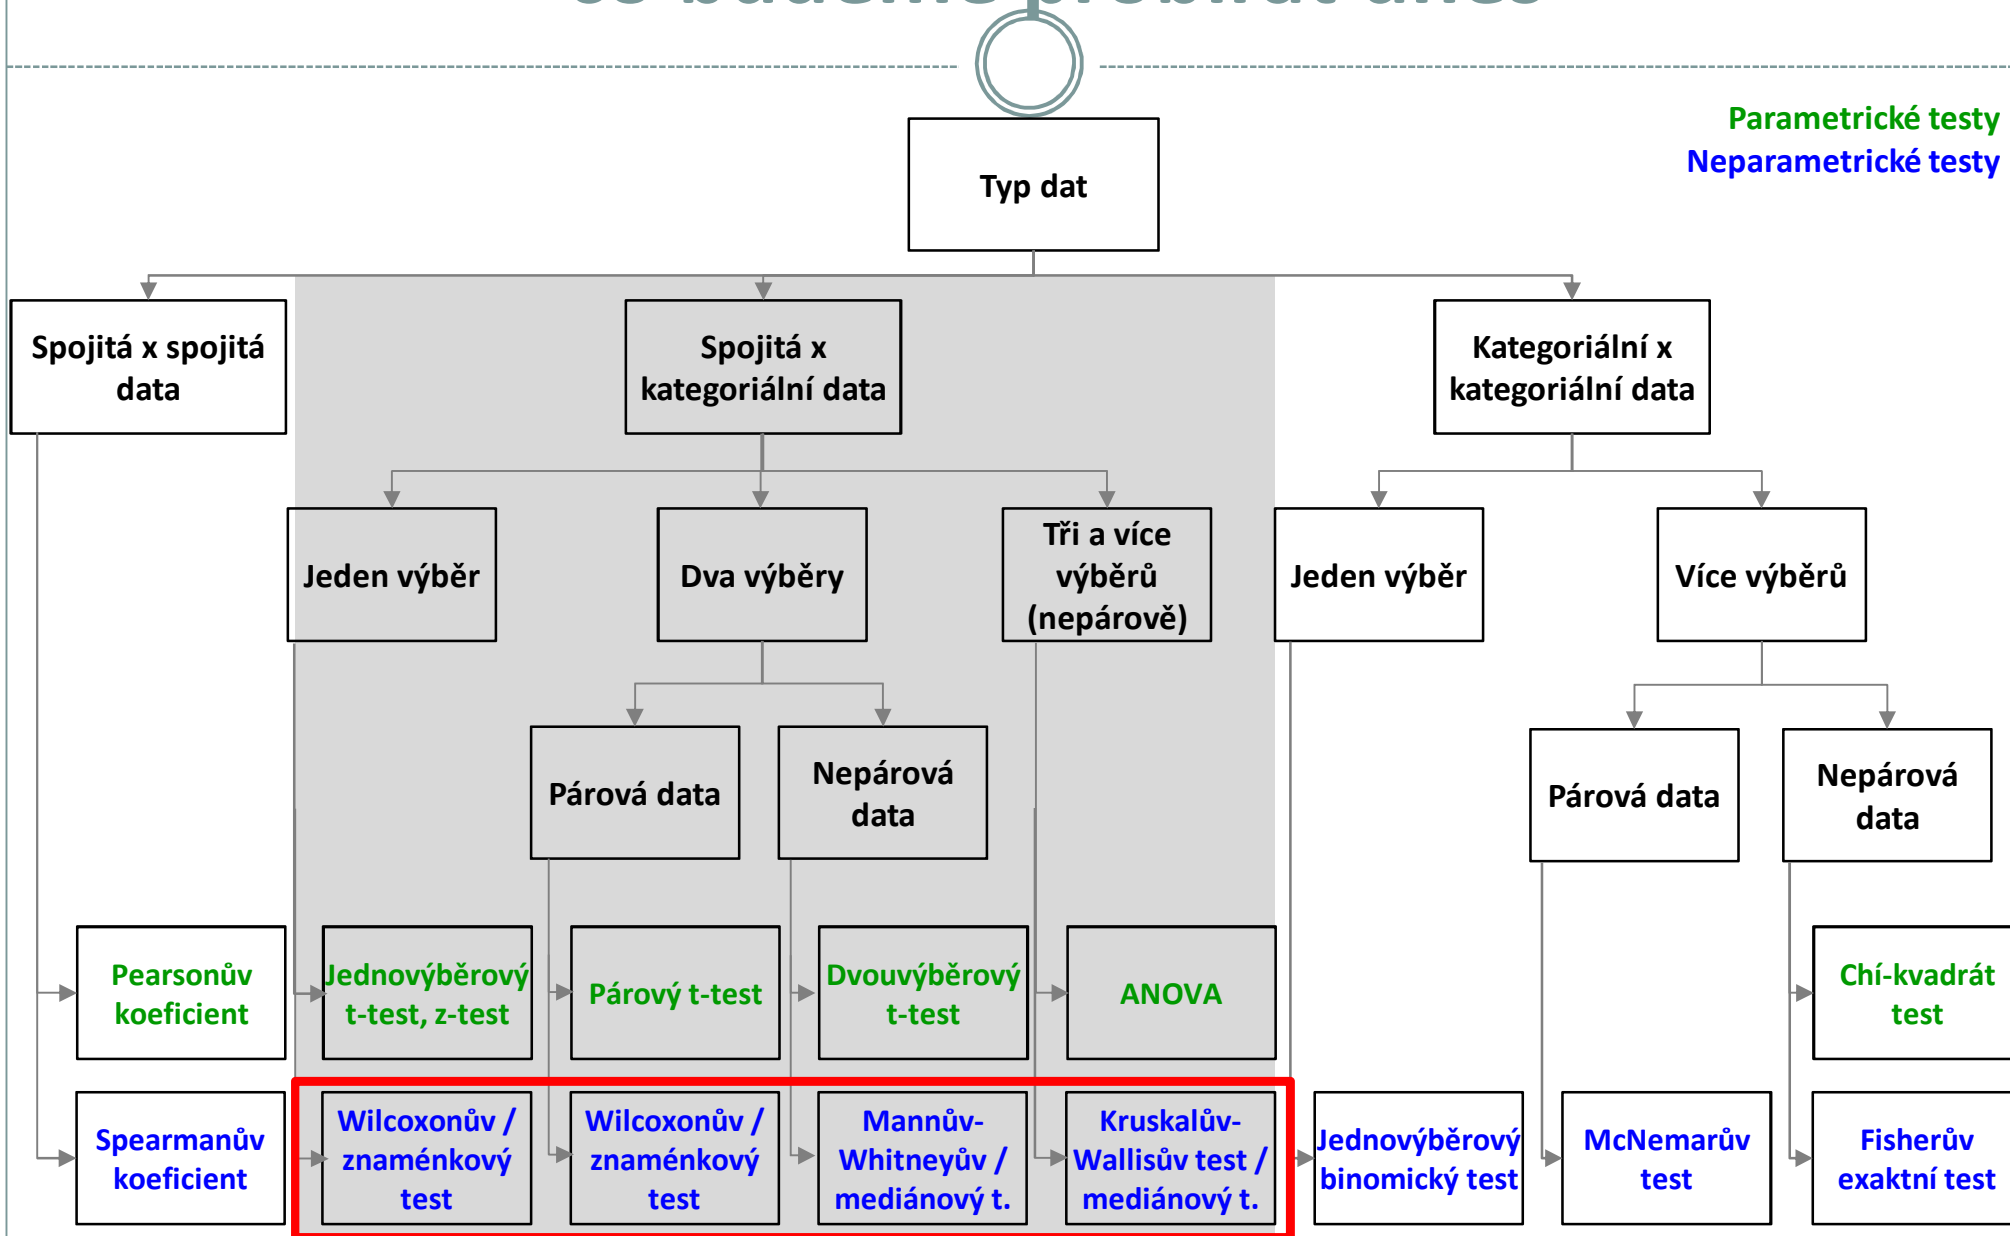 Parametrické testy
Neparametrické testy
Typ dat
Spojitá x spojitá
data
Spojitá x
kategoriální data
Kategoriální x
kategoriální data
Jeden výběr
Dva výběry
Tři a více
výběrů
(nepárově)
Jeden výběr
Více výběrů
Párová data
Nepárová
data
Párová data
Nepárová
data
Pearsonův
koeficient
Jednovýběrový
t-test, z-test
Párový t-test
Dvouvýběrový
t-test
ANOVA
Chí-kvadrát
test
Spearmanův
koeficient
Wilcoxonův /
znaménkový
test
Wilcoxonův /
znaménkový
test
Mannův-
Whitneyův /
mediánový t.
Kruskalův-
Wallisův test /
mediánový t.
Jednovýběrový
binomický test
McNemarův
test
Fisherův
exaktní test